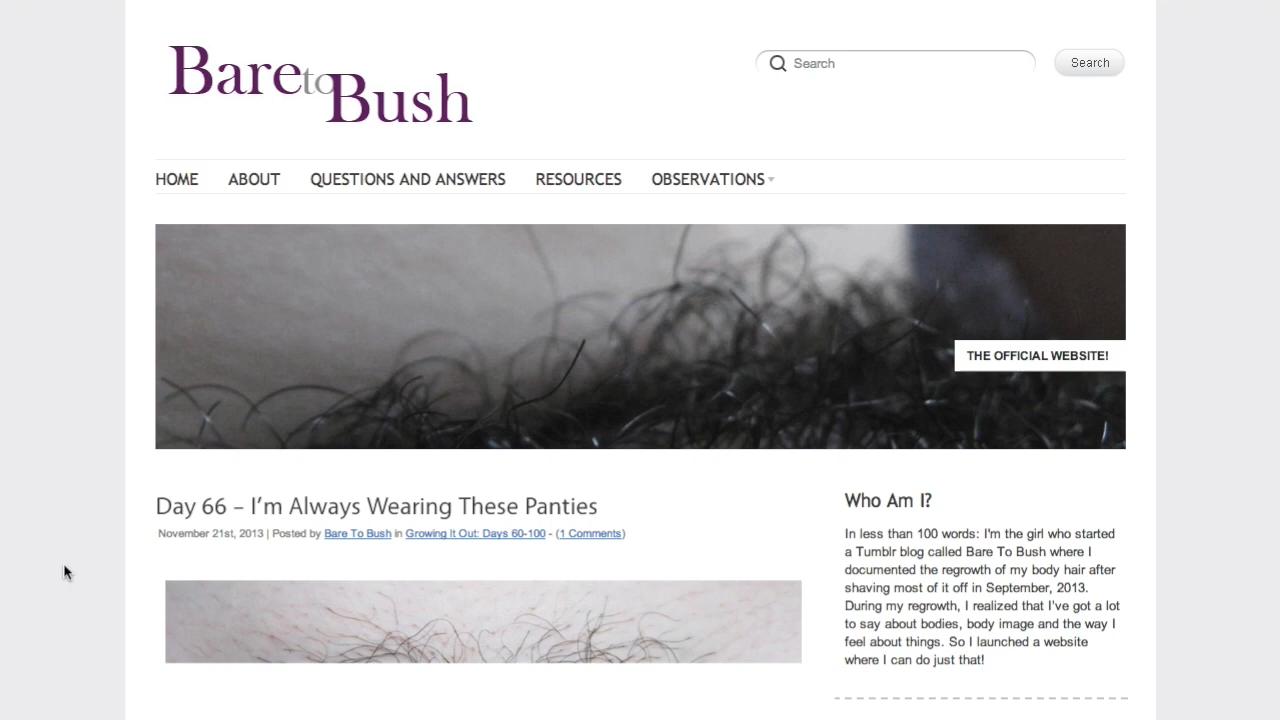 Bare to Bush
Search
Search
HOME ABOUT QUESTIONS AND ANSWERS RESOURCES OBSERVATIONS
THE OFFICIAL WEBSITE!
Day 66 – I’m Always Wearing These Panties
November 21st, 2013 | Posted by Bare To Bush in Growing It Out: Days 60-100 - (1 Comments)
Who Am I?
In less than 100 words: I'm the girl who started
a Tumblr blog called Bare To Bush where I
documented the regrowth of my body hair after
shaving most of it off in September, 2013.
During my regrowth, I realized that I've got a lot
to say about bodies, body image and the way I
feel about things. So I launched a website
where I can do just that!